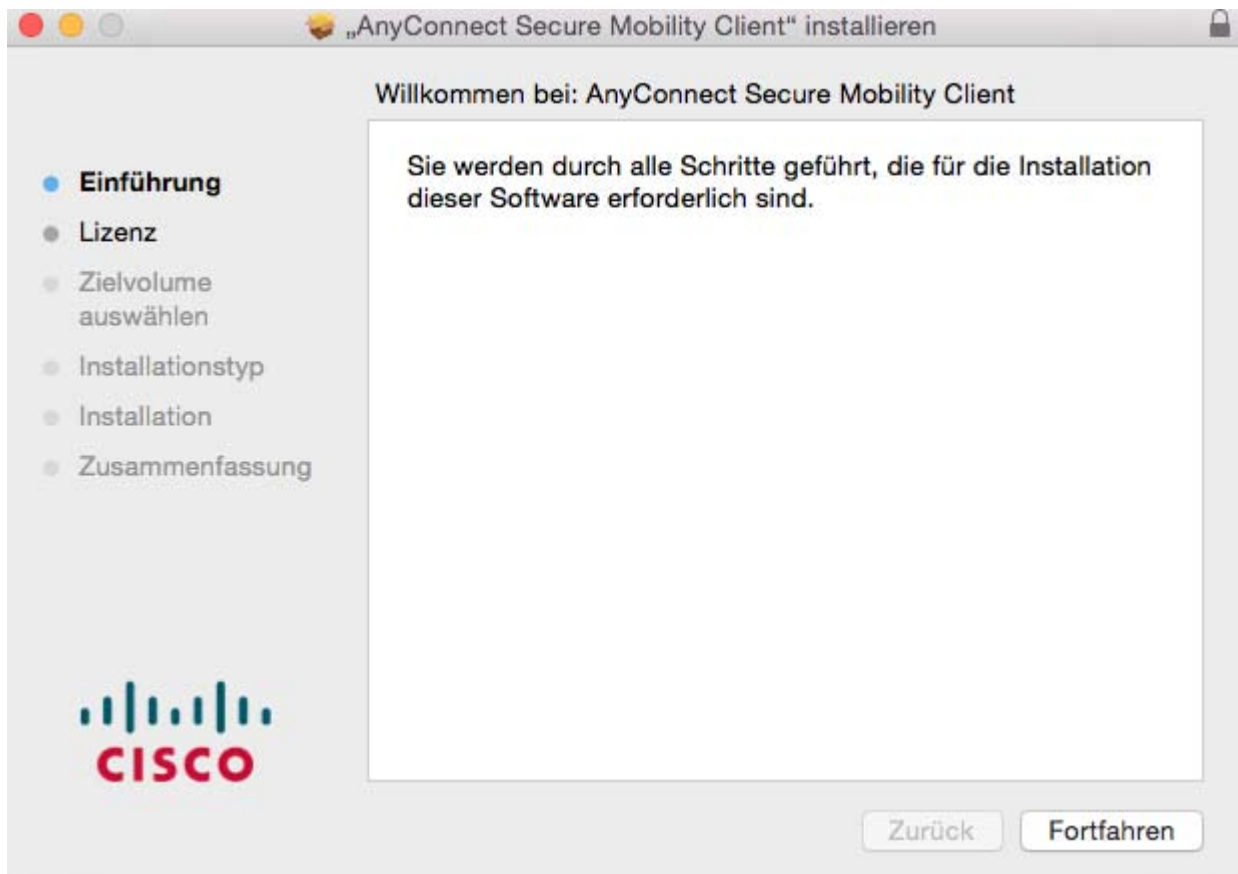 „AnyConnect Secure Mobility Client“ installieren
Willkommen bei: AnyConnect Secure Mobility Client
Einführung
Lizenz
Zielvolume
auswählen
Installationstyp
Installation
Zusammenfassung
Sie werden durch alle Schritte geführt, die für die Installation
dieser Software erforderlich sind.
CISCO
Zurück
Fortfahren